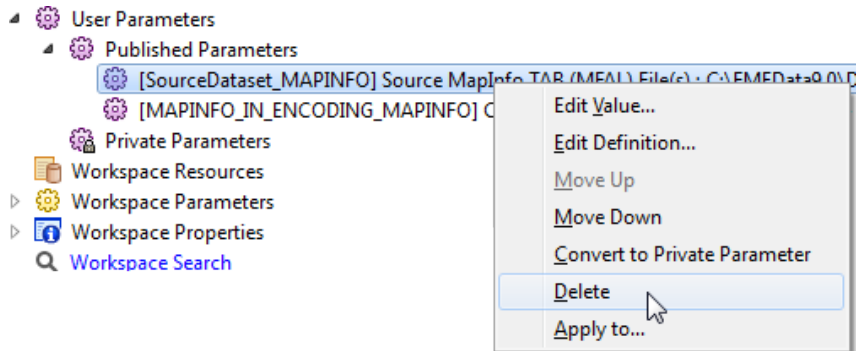 User Parameters
Published Parameters
[SourceDataset_MAPINFO] Source MapInfo TAB (MFAL) File(s) : C:\FMEData9.0\D
[MAPINFO_IN_ENCODING_MAPINFO] C
Private Parameters
Workspace Resources
Workspace Parameters
Workspace Properties
Workspace Search
Edit Value...
Edit Definition...
Move Up
Move Down
Convert to Private Parameter
Delete
Apply to...